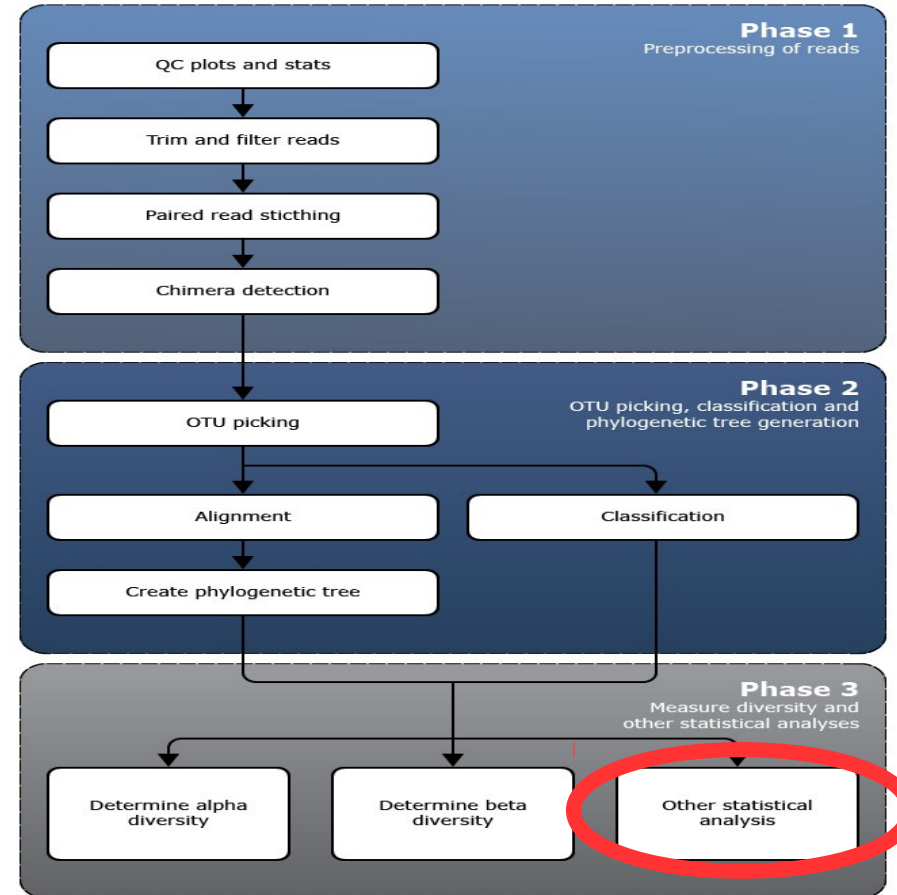 Phase 1
Preprocessing of reads
QC plots and stats
Trim and filter reads
Paired read sticthing
Chimera detection
Phase 2
OTU picking, classification and
phylogenetic tree generation
OTU picking
Alignment
Classification
Create phylogenetic tree
Phase 3
Measure diversity and
other statistical analyses
Determine alpha
diversity
Determine beta
diversity
Other statistical
analysis